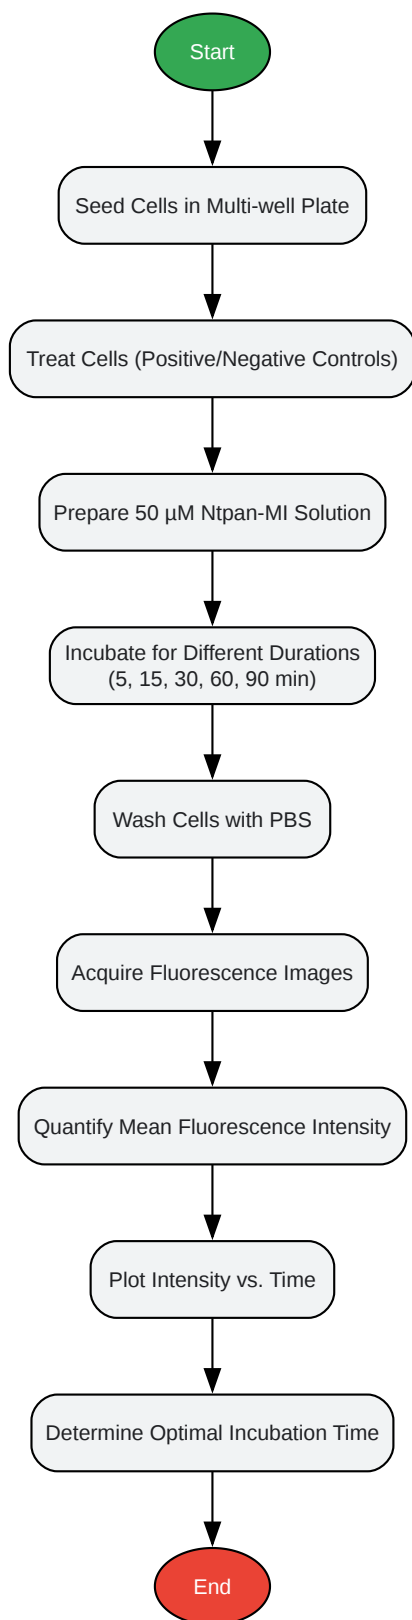 Start
Seed Cells in Multi-well Plate
Treat Cells (Positive/Negative Controls)
Prepare 50 µM Ntpan-MI Solution
Incubate for Different Durations
(5, 15, 30, 60, 90 min)
Wash Cells with PBS
Acquire Fluorescence Images
Quantify Mean Fluorescence Intensity
Plot Intensity vs. Time
Determine Optimal Incubation Time
End